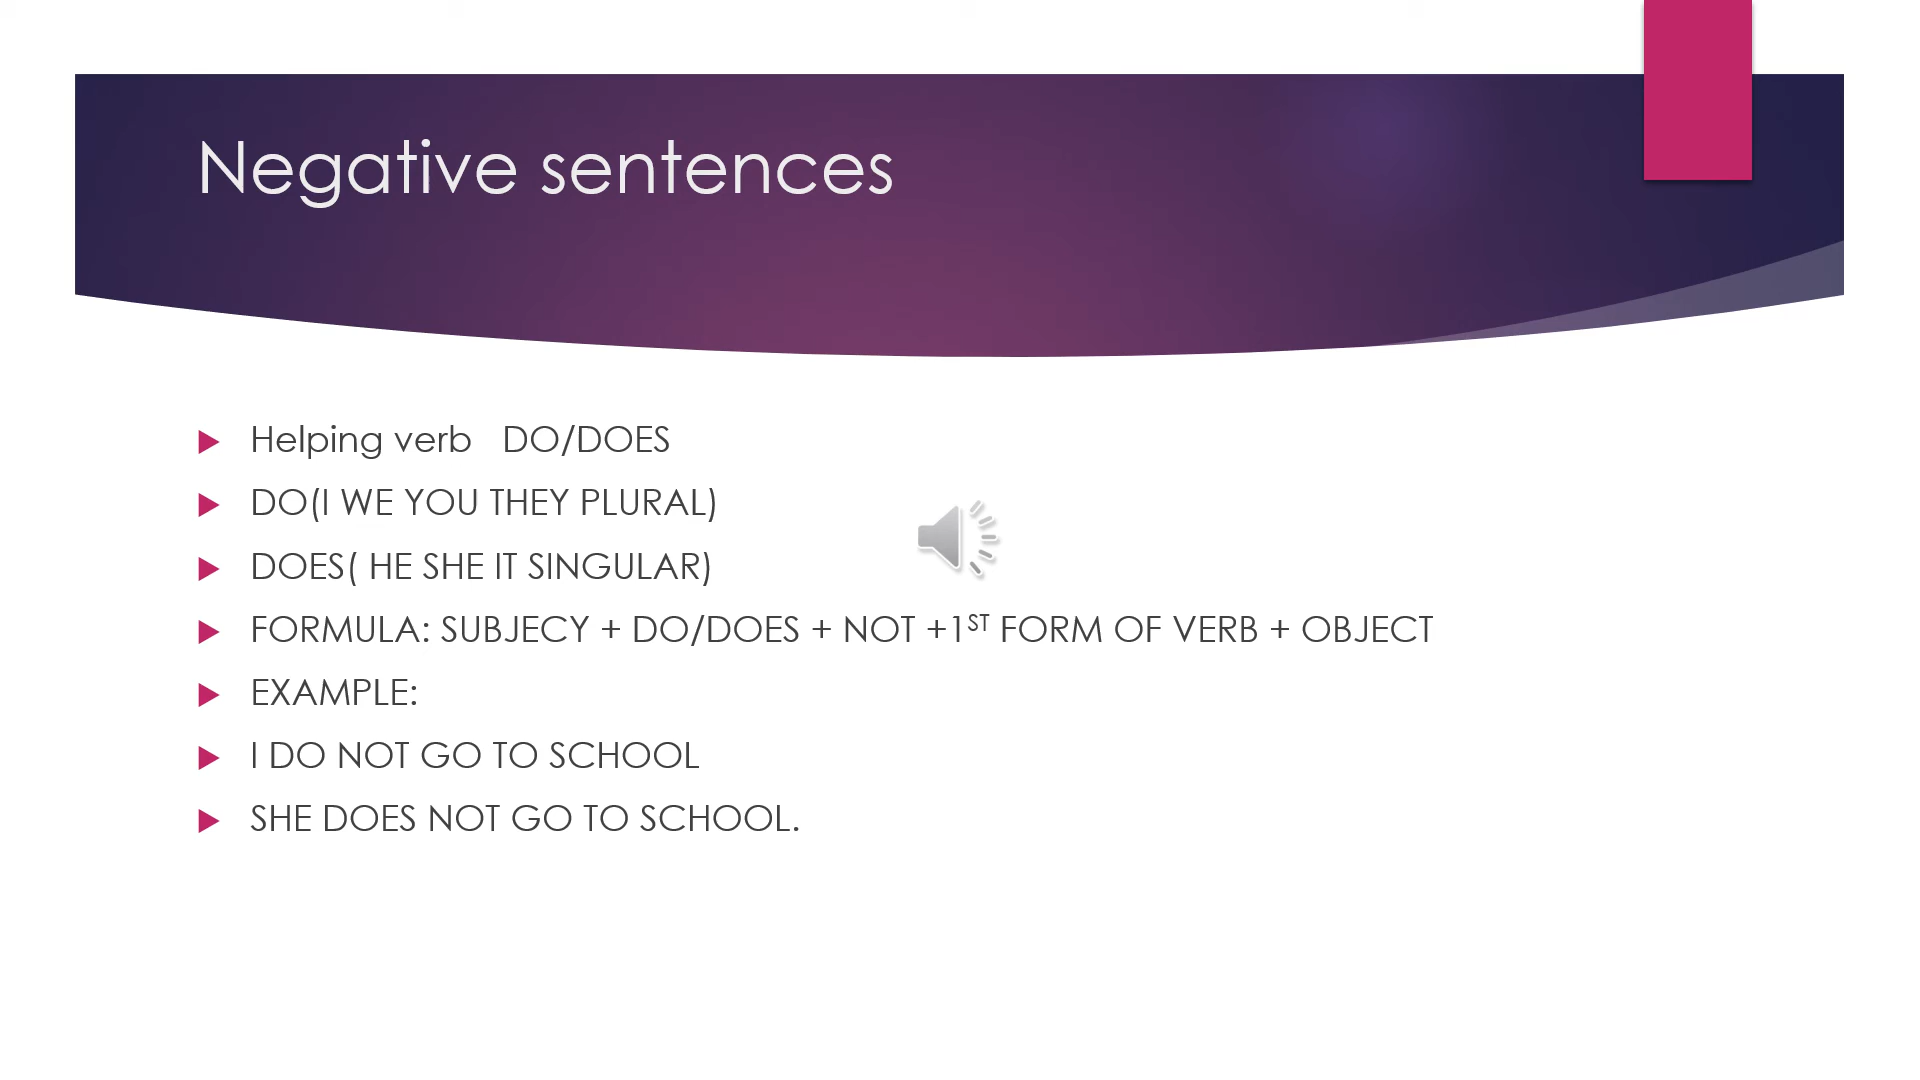 Negative sentences
Helping verb DO/DOES
DO(I WE YOU THEY PLURAL)
DOES( HE SHE IT SINGULAR)
FORMULA: SUBJECY + DO/DOES + NOT +1ST FORM OF VERB + OBJECT
EXAMPLE:
I DO NOT GO TO SCHOOL
SHE DOES NOT GO TO SCHOOL.